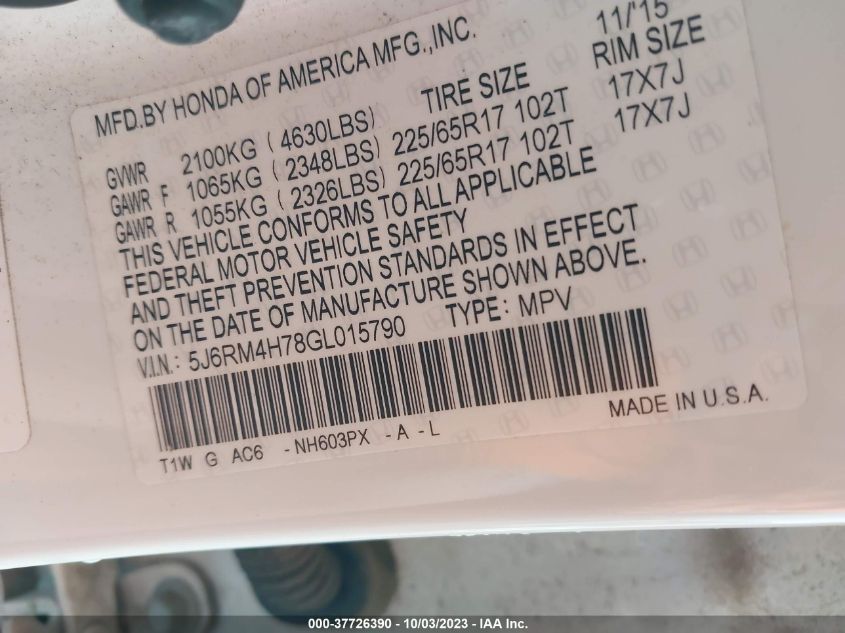 11/'15
MFD.BY HONDA OF AMERICA MFG.,INC.
TIRE SIZE RIM SIZE
GVWR 2100KG ( 4630LBS)
GAWR F 1065KG ( 2348LBS) 225/65R17 102T 17X7J
GAWR R 1055KG ( 2326LBS) 225/65R17 102T 17X7J
THIS VEHICLE CONFORMS TO ALL APPLICABLE
FEDERAL MOTOR VEHICLE SAFETY
AND THEFT PREVENTION STANDARDS IN EFFECT
ON THE DATE OF MANUFACTURE SHOWN ABOVE.
V.I.N.: 5J6RM4H78GL015790 TYPE: MPV
T1W G AC6 -NH603PX -A -L MADE IN U.S.A.
000-37726390 - 10/03/2023 - IAA Inc.